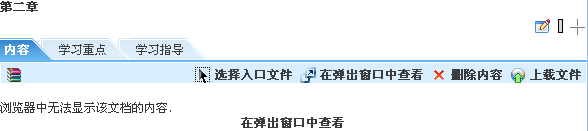 第二章
内容 学习重点 学习指导
选择入口文件 在弹出窗口中查看 删除内容 上载文件
浏览器中无法显示该文档的内容.
在弹出窗口中查看